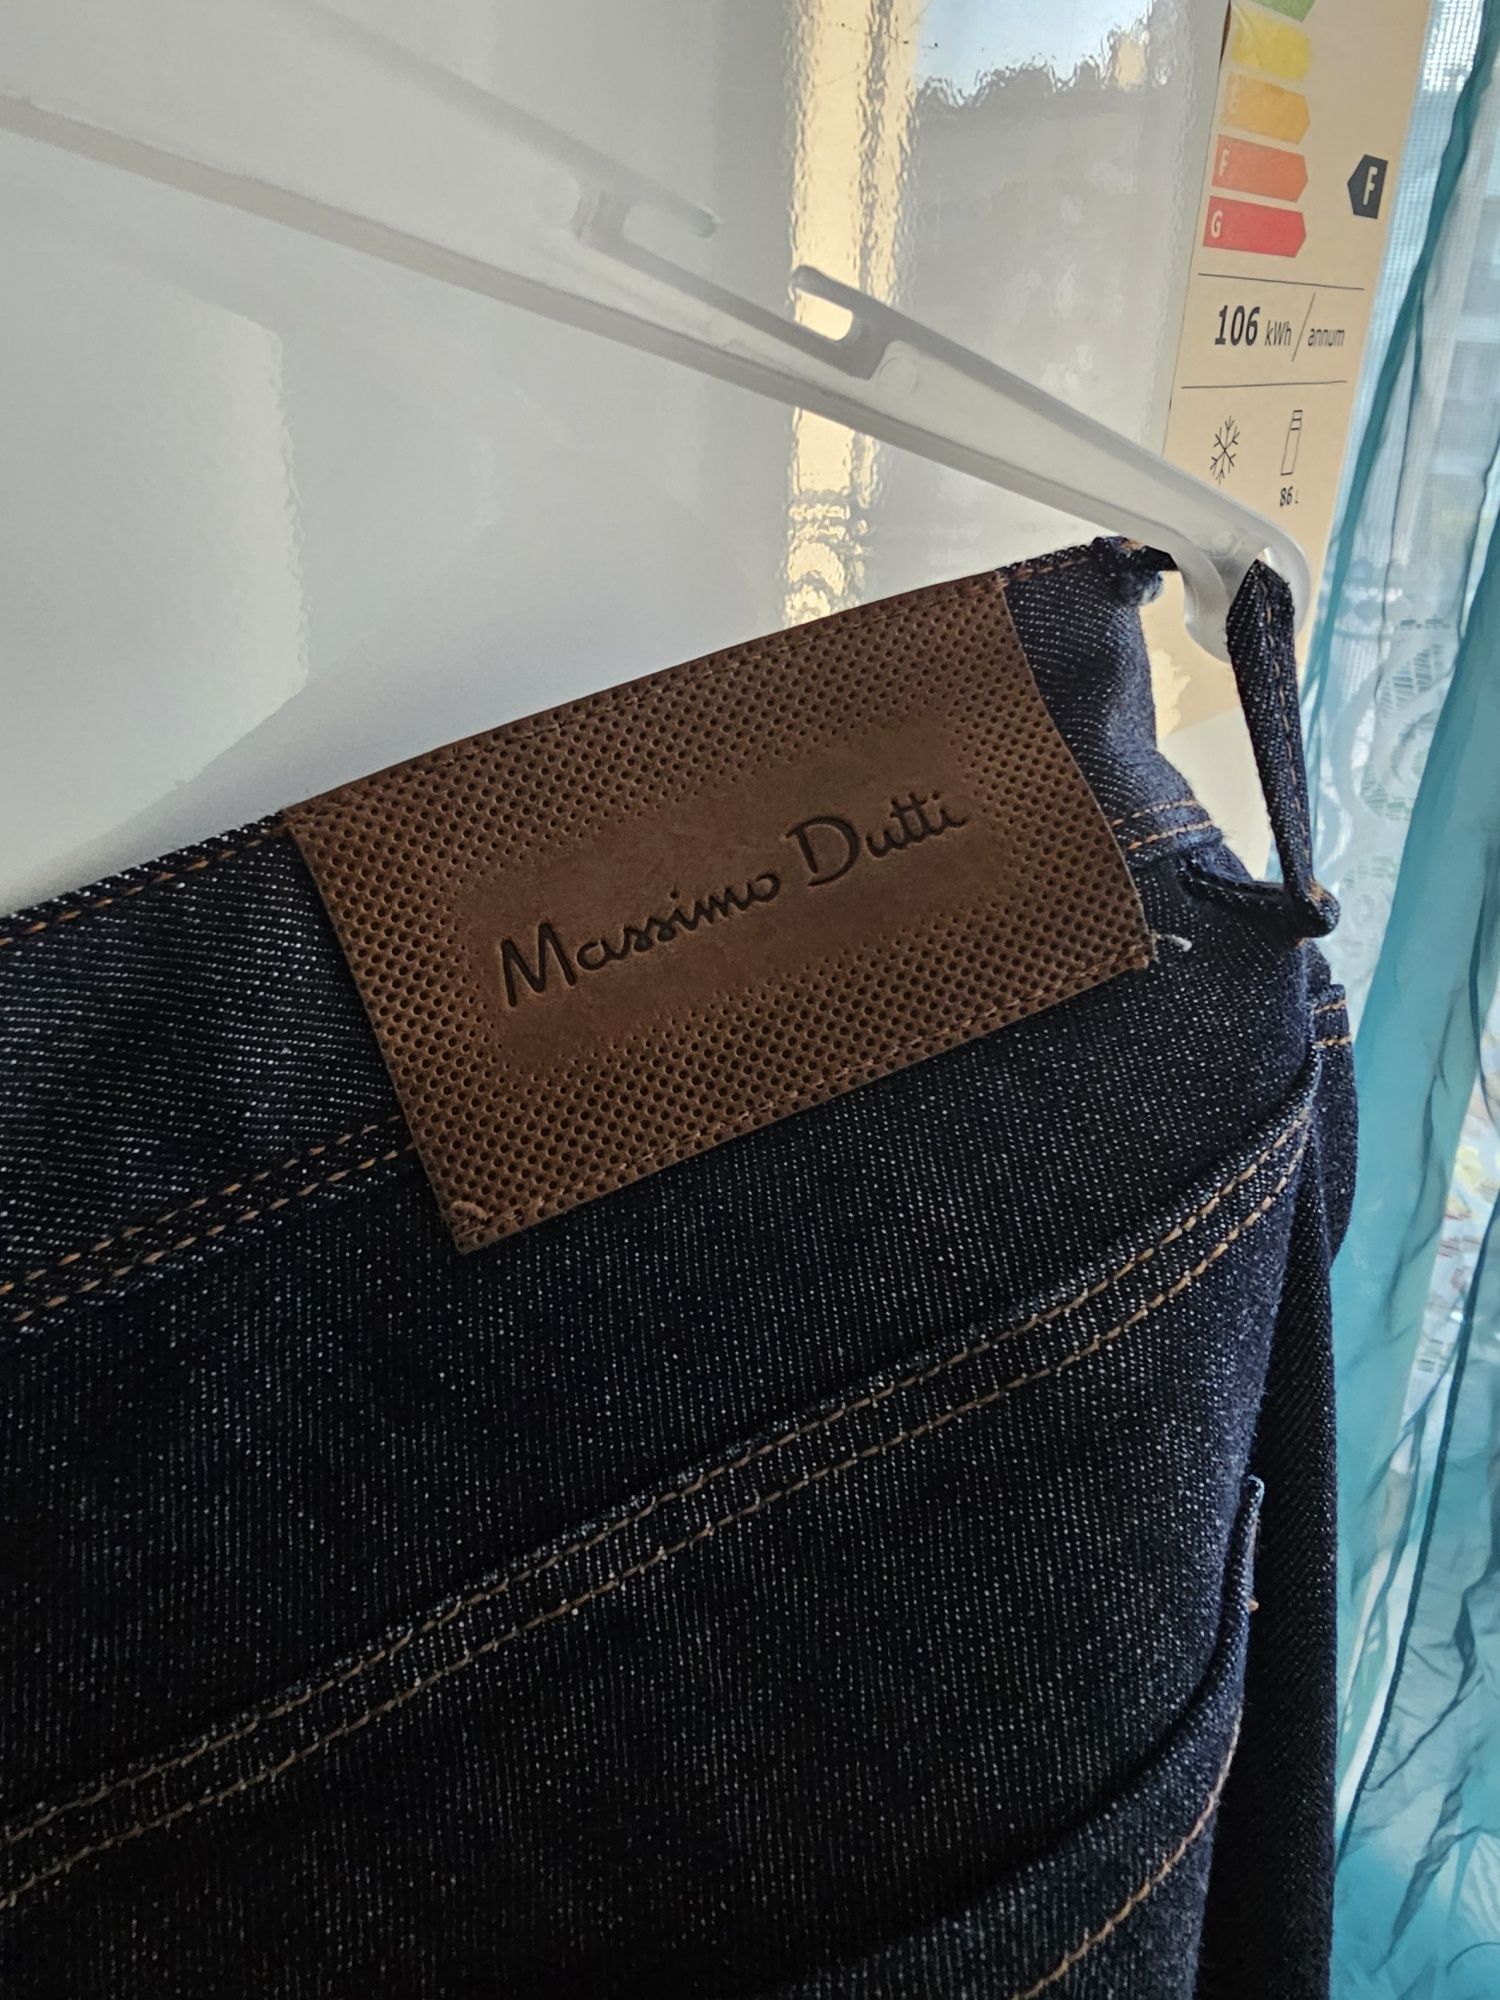 F
G
F
106 kWh/annum
86 L
Massimo Dutti